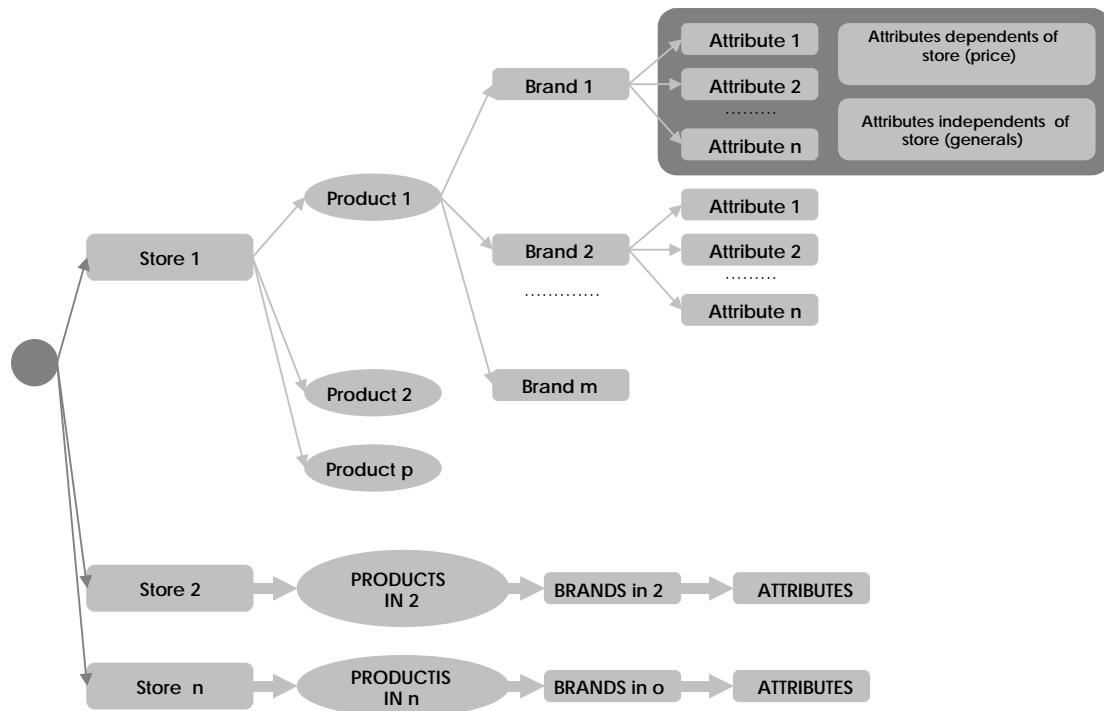 Attribute 1
Attributes dependents of
store (price)
Brand 1
Attribute 2
.........
Attributes independents of
store (generals)
Attribute n
Product 1
Attribute 1
Store 1
Brand 2
Attribute 2
.............
.........
Attribute n
Product 2
Brand m
Product p
Store 2
PRODUCTS
IN 2
BRANDS in 2
ATTRIBUTES
Store n
PRODUCTIS
IN n
BRANDS in o
ATTRIBUTES